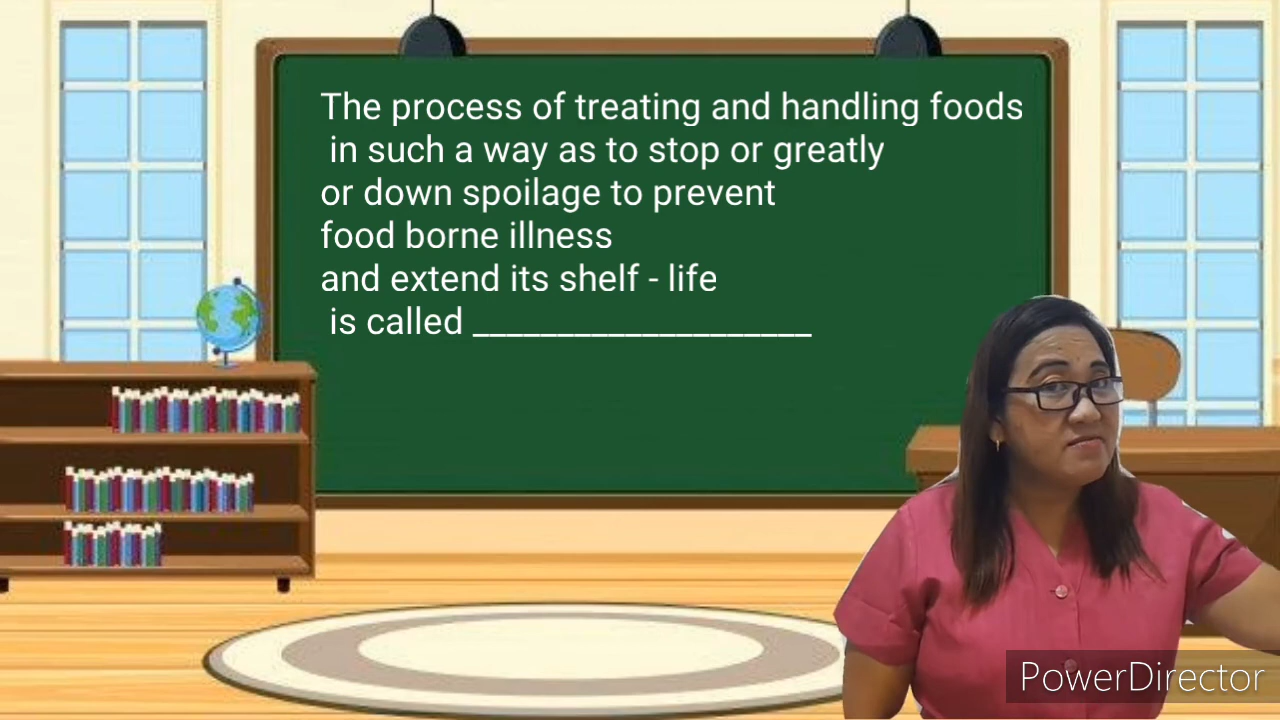 The process of treating and handling foods
in such a way as to stop or greatly
or down spoilage to prevent
food borne illness
and extend its shelf - life
is called ____________________
PowerDirector